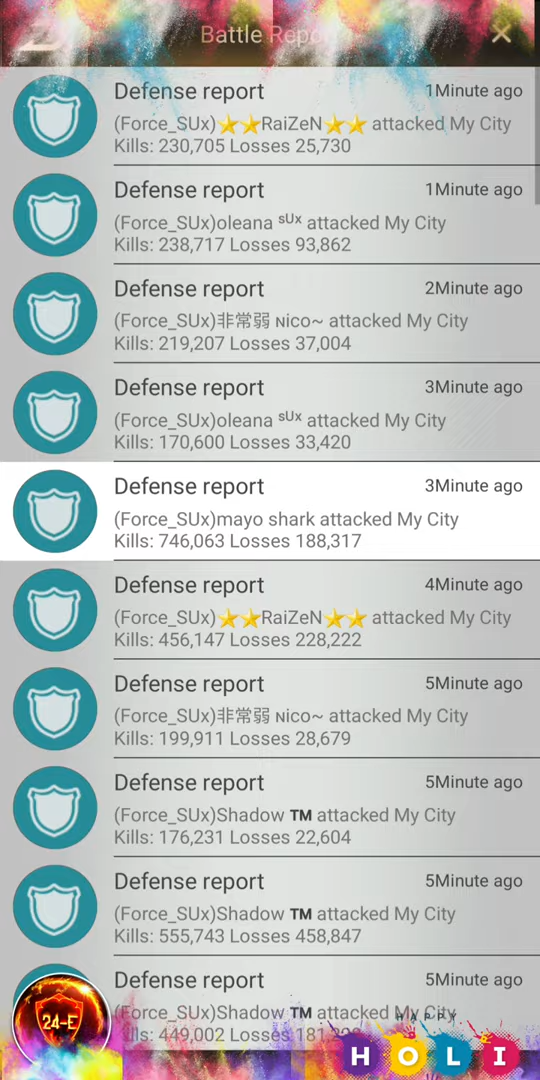 Battle Repo
Defense report 1Minute ago
(Force_SUx)⭐⭐RaiZeN⭐⭐ attacked My City
Kills: 230,705 Losses 25,730
Defense report 1Minute ago
(Force_SUx)oleana ˢᵁˣ attacked My City
Kills: 238,717 Losses 93,862
Defense report 2Minute ago
(Force_SUx)非常弱 ɴico~ attacked My City
Kills: 219,207 Losses 37,004
Defense report 3Minute ago
(Force_SUx)oleana ˢᵁˣ attacked My City
Kills: 170,600 Losses 33,420
Defense report 3Minute ago
(Force_SUx)mayo shark attacked My City
Kills: 746,063 Losses 188,317
Defense report 4Minute ago
(Force_SUx)⭐⭐RaiZeN⭐⭐ attacked My City
Kills: 456,147 Losses 228,222
Defense report 5Minute ago
(Force_SUx)非常弱 ɴico~ attacked My City
Kills: 199,911 Losses 28,679
Defense report 5Minute ago
(Force_SUx)Shadow ™ attacked My City
Kills: 176,231 Losses 22,604
Defense report 5Minute ago
(Force_SUx)Shadow ™ attacked My City
Kills: 555,743 Losses 458,847
Defense report 5Minute ago
(Force_SUx)Shadow ™ attacked My City
Kills: 449,002 Losses
24-E
HAPPY
HOLI